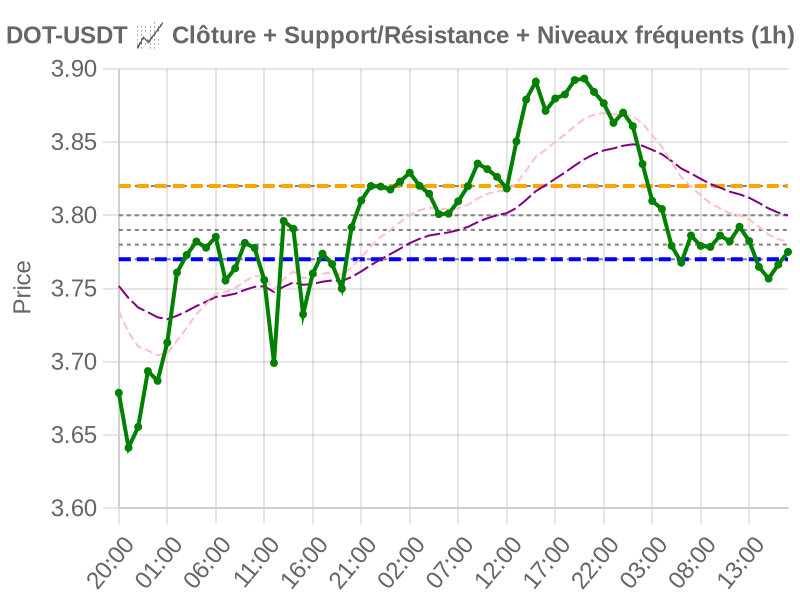 DOT-USDT 📈 Clôture + Support/Résistance + Niveaux fréquents (1h)
3.90
3.85
3.80
3.75
3.70
3.65
3.60
Price
20:00 01:00 06:00 11:00 16:00 21:00 02:00 07:00 12:00 17:00 22:00 03:00 08:00 13:00